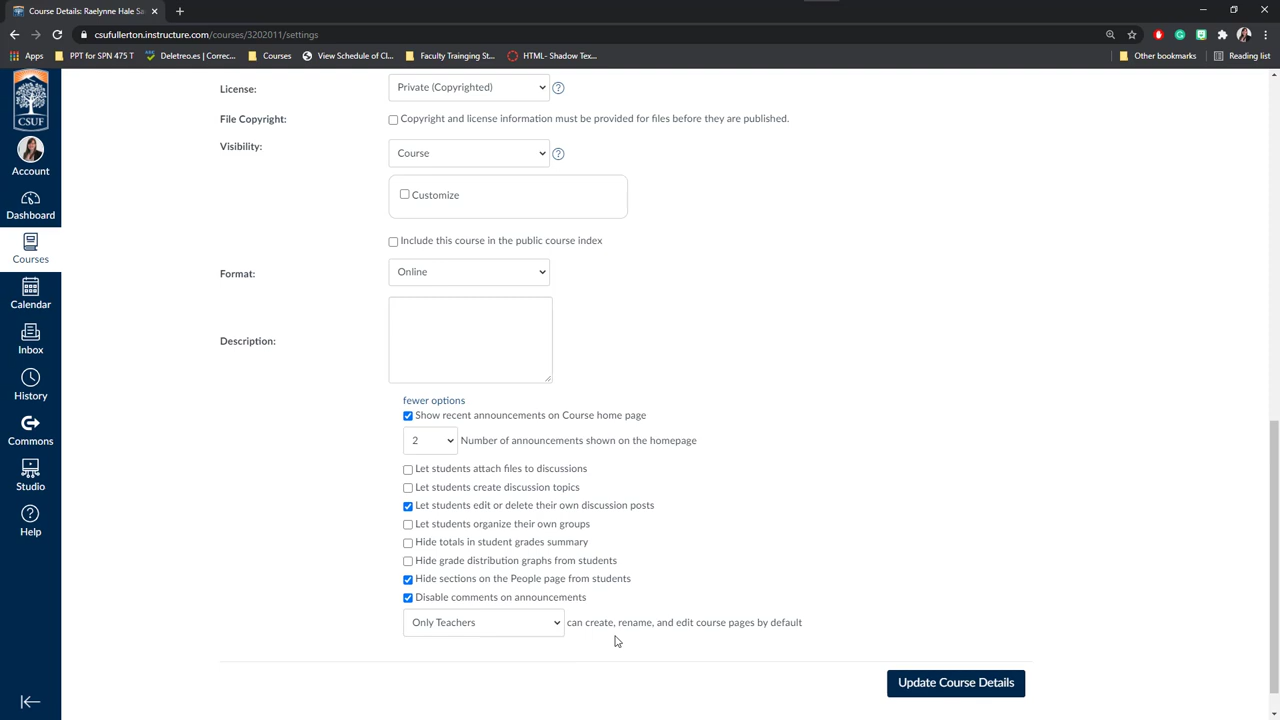 Course Details: Raelynne Hale Sa
csufullerton.instructure.com/courses/3202011/settings
Apps PPT for SPN 475 T Deletreo.es | Correc... Courses View Schedule of Cl... Faculty Trainging St... HTML- Shadow Tex... Other bookmarks Reading list
CSUF
Account
Dashboard
Courses
Calendar
Inbox
History
Commons
Studio
Help
License: Private (Copyrighted)
File Copyright: Copyright and license information must be provided for files before they are published.
Visibility: Course
Customize
Include this course in the public course index
Format: Online
Description:
fewer options
Show recent announcements on Course home page
2 Number of announcements shown on the homepage
Let students attach files to discussions
Let students create discussion topics
Let students edit or delete their own discussion posts
Let students organize their own groups
Hide totals in student grades summary
Hide grade distribution graphs from students
Hide sections on the People page from students
Disable comments on announcements
Only Teachers can create, rename, and edit course pages by default
Update Course Details